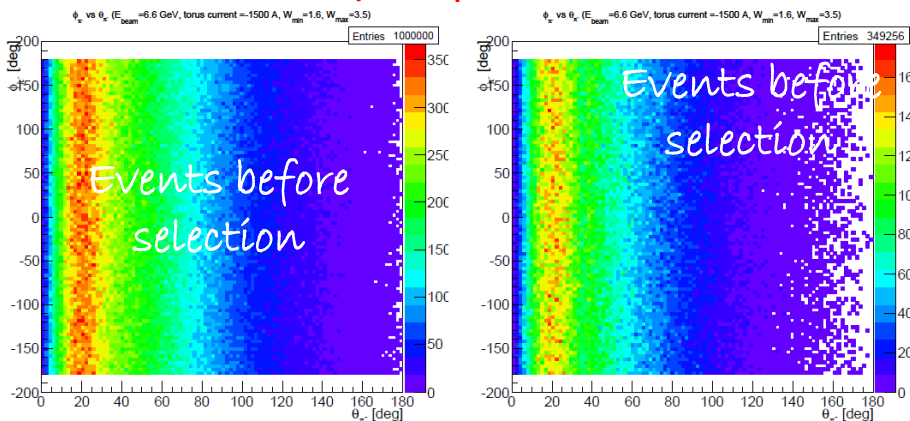 ϕπ- vs θπ- (Ebeam=6.6 GeV, torus current =-1500 A, Wmin=1.6, Wmax=3.5)
Entries 1000000
ϕπ- [deg]
200
150
100
50
0
-50
-100
-150
-200
0 20 40 60 80 100 120 140 160 180
θπ- [deg]
350
300
250
200
150
100
50
0
Events before
selection
ϕπ- vs θπ- (Ebeam=6.6 GeV, torus current =-1500 A, Wmin=1.6, Wmax=3.5)
Entries 349256
[deg]
200
150
100
50
0
-50
-100
-150
-200
0 20 40 60 80 100 120 140 160 180
θπ- [deg]
80
60
40
20
0
Events before
selection